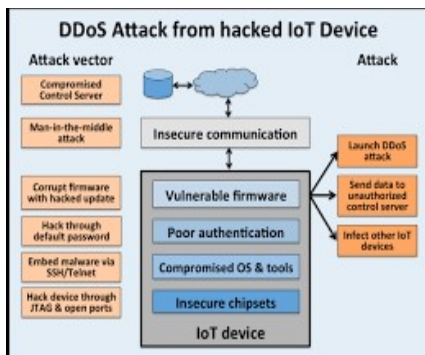 DDoS Attack from hacked IoT Device
Attack vector
Attack
Compromised
Control Server
Man-in-the-middle
attack
Insecure communication
Corrupt firmware
with hacked update
Hack through
default password
Embed malware via
SSH/Telnet
Hack device through
JTAG & open ports
Vulnerable firmware
Poor authentication
Compromised OS & tools
Insecure chipsets
IoT device
Launch DDoS
attack
Send data to
unauthorized control
server
Infect other IoT
devices